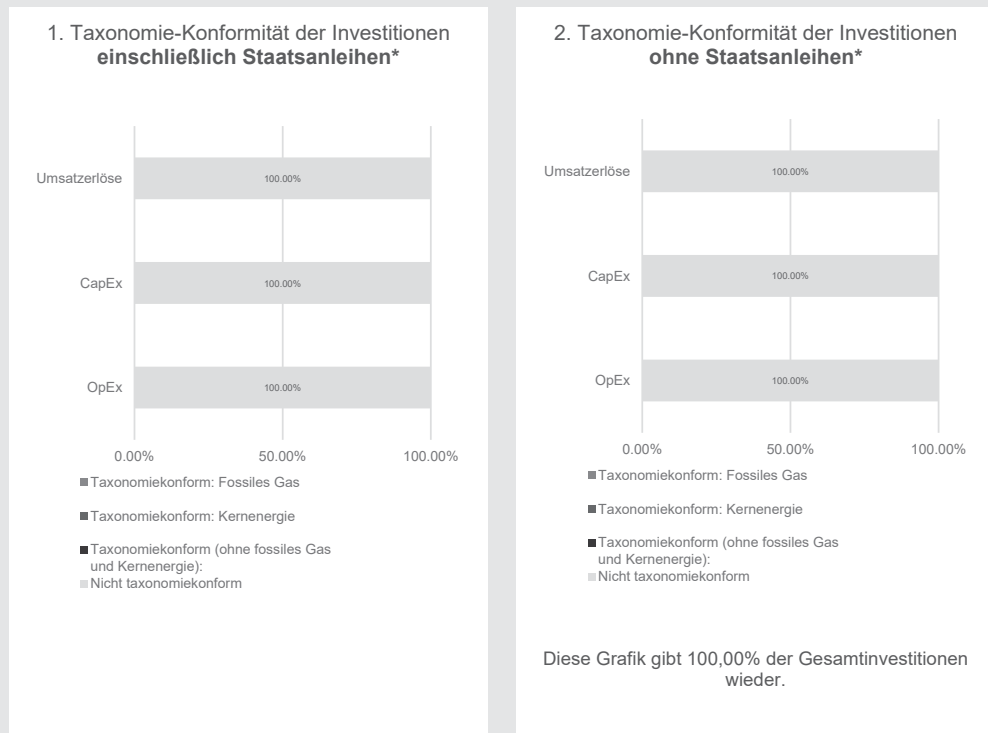 1. Taxonomie-Konformität der Investitionen
einschließlich Staatsanleihen*
Umsatzerlöse
100.00%
CapEx
100.00%
OpEx
100.00%
0.00%
50.00%
100.00%
Taxonomiekonform: Fossiles Gas
Taxonomiekonform: Kernenergie
Taxonomiekonform (ohne fossiles Gas
und Kernenergie):
Nicht taxonomiekonform
2. Taxonomie-Konformität der Investitionen
ohne Staatsanleihen*
Umsatzerlöse
100.00%
CapEx
100.00%
OpEx
100.00%
0.00%
50.00%
100.00%
Taxonomiekonform: Fossiles Gas
Taxonomiekonform: Kernenergie
Taxonomiekonform (ohne fossiles Gas
und Kernenergie):
Nicht taxonomiekonform
Diese Grafik gibt 100,00% der Gesamtinvestitionen
wieder.